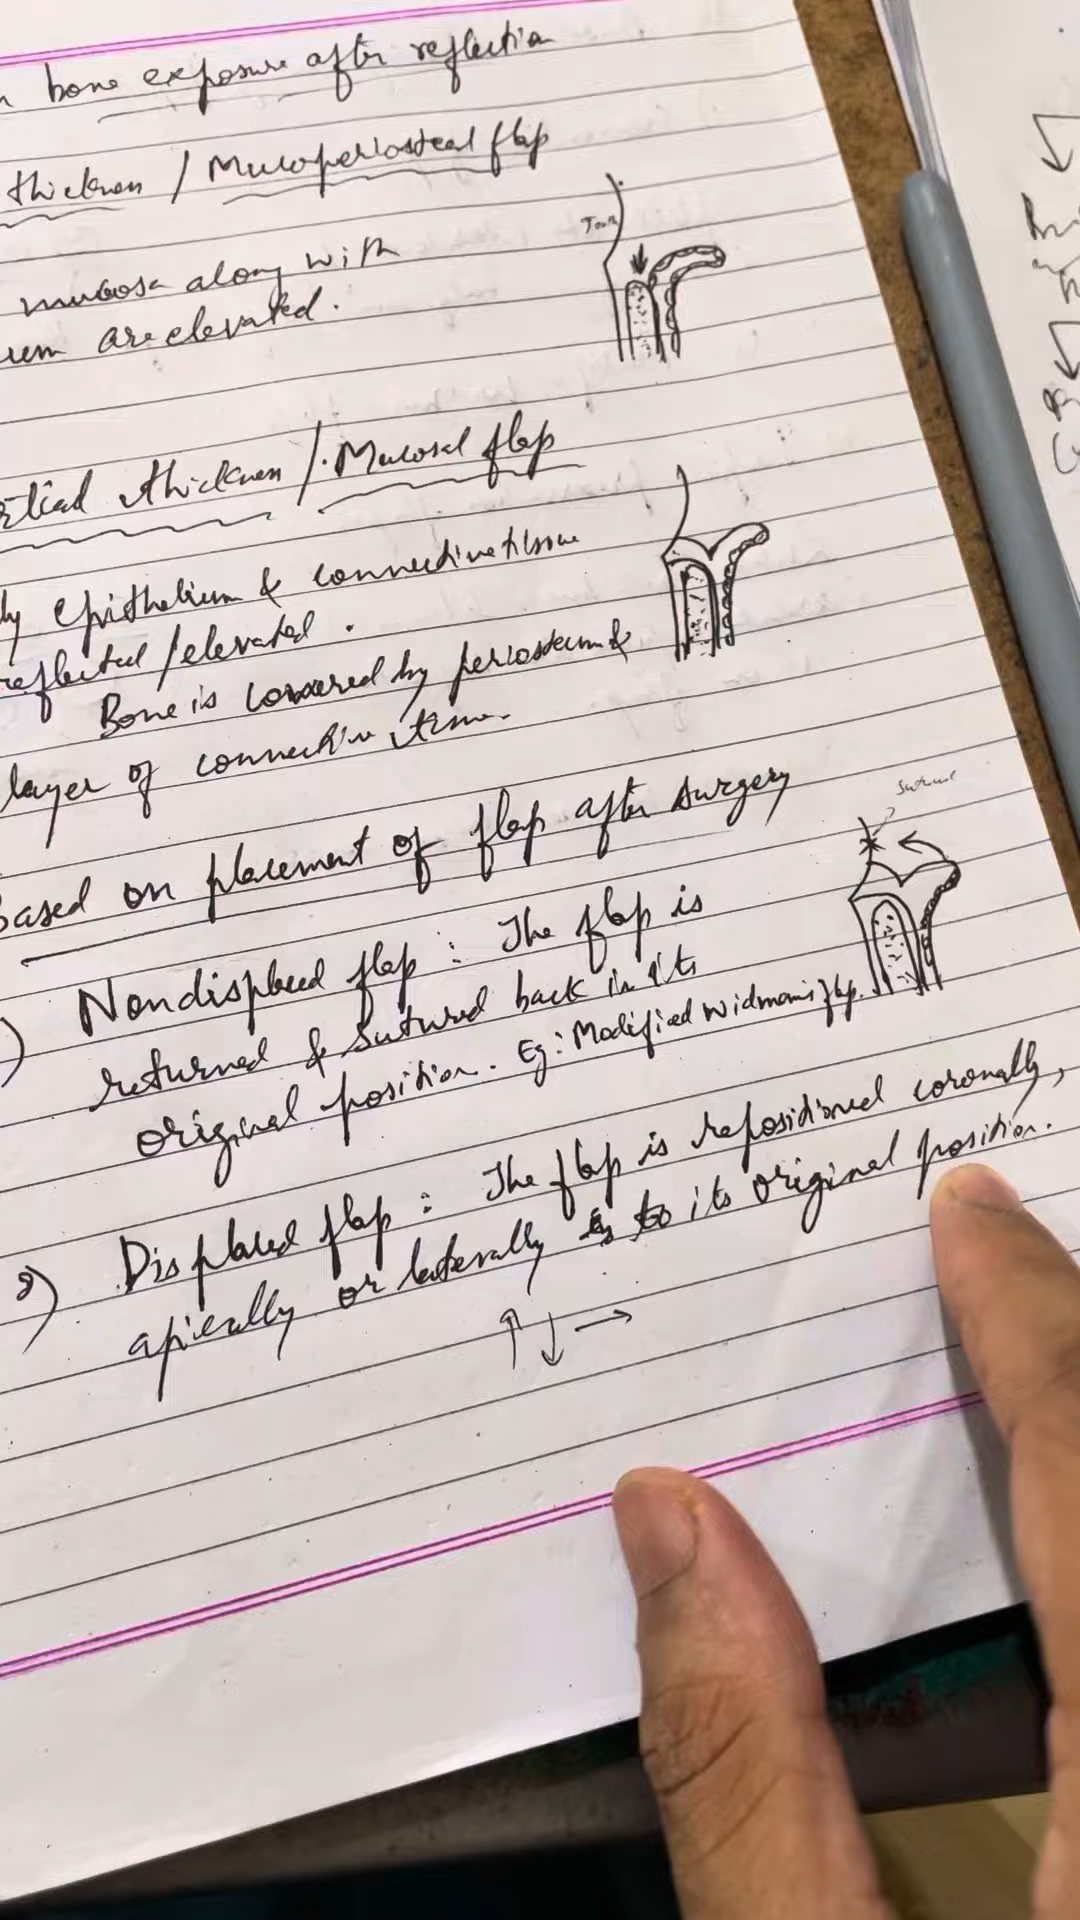 bone exposure after reflection
thickness / Mucoperiosteal flap
Tooth
mucosa along with
are elevated.
thickness / Mucosal flap
epithelium & connective tissue
reflected / elevated.
Bone is covered by periosteum &
layer of connective tissue.
Based on placement of flap after surgery
Sutured
Nondisplaced flap : The flap is
returned & sutured back in its
original position. Eg: Modified Widman's flap.
2) Displaced flap : The flap is repositioned coronally,
apically or laterally to its original position.
↑ ↓ →